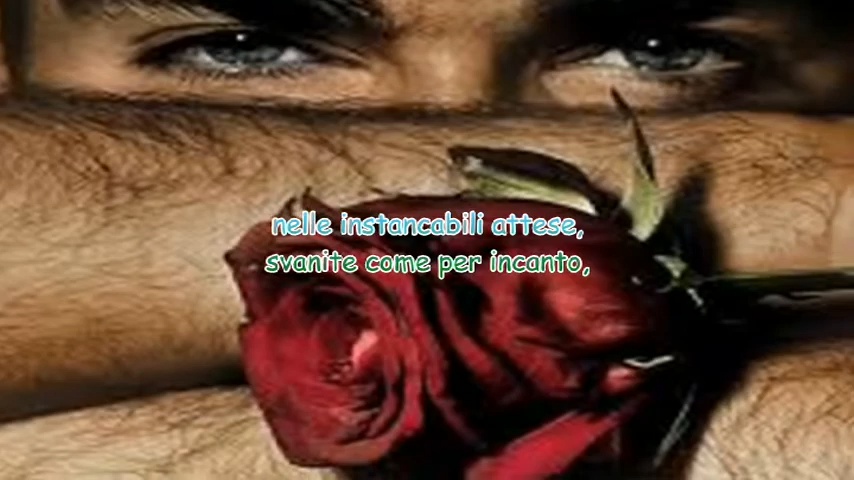 nelle instancabili attese,
svanite come per incanto,